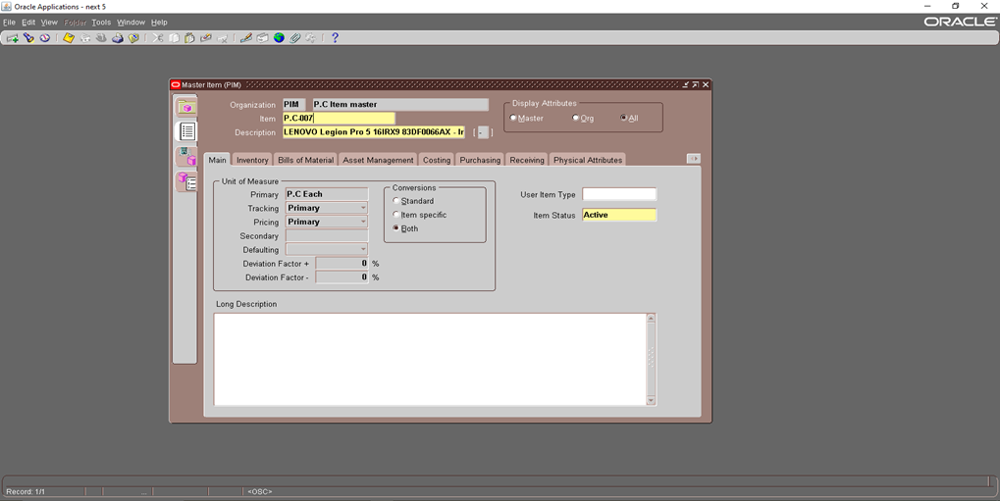 Oracle Applications - next 5
File Edit View Folder Tools Window Help
ORACLE
?
Master Item (PIM)
Organization PIM P.C Item master
Item P.C-007
Description LENOVO Legion Pro 5 16IRX9 83DF0066AX - Ir [ - ]
Display Attributes
Master Org All
Main Inventory Bills of Material Asset Management Costing Purchasing Receiving Physical Attributes
Unit of Measure
Primary P.C Each
Tracking Primary
Pricing Primary
Secondary
Defaulting
Deviation Factor + 0 %
Deviation Factor - 0 %
Conversions
Standard
Item specific
Both
User Item Type
Item Status Active
Long Description
Record: 1/1 ... <OSC>